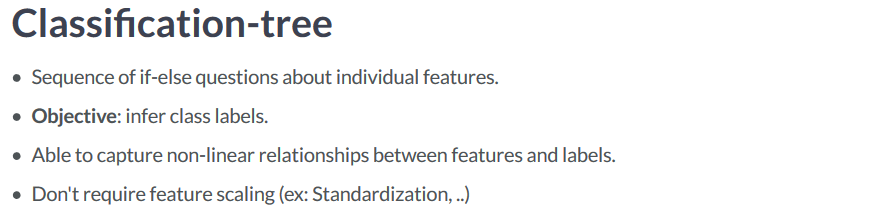 Classification-tree
• Sequence of if-else questions about individual features.
• Objective: infer class labels.
• Able to capture non-linear relationships between features and labels.
• Don't require feature scaling (ex: Standardization, ..)